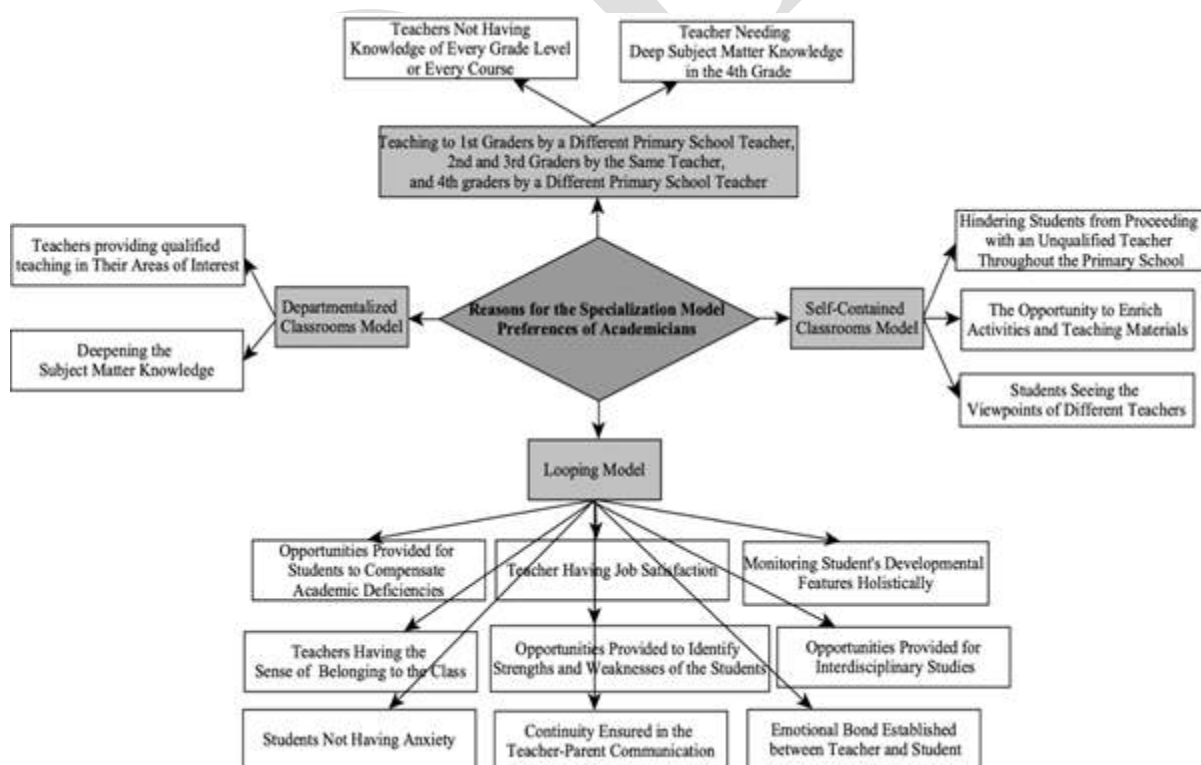 Teachers Not Having
Knowledge of Every Grade Level
or Every Course
Teacher Needing
Deep Subject Matter Knowledge
in the 4th Grade
Teaching to 1st Graders by a Different Primary School Teacher,
2nd and 3rd Graders by the Same Teacher,
and 4th graders by a Different Primary School Teacher
Teachers providing qualified
teaching in Their Areas of Interest
Deepening the
Subject Matter Knowledge
Departmentalized
Classrooms Model
Reasons for the Specialization Model
Preferences of Academicians
Self-Contained
Classrooms Model
Hindering Students from Proceeding
with an Unqualified Teacher
Throughout the Primary School
The Opportunity to Enrich
Activities and Teaching Materials
Students Seeing the
Viewpoints of Different Teachers
Looping Model
Opportunities Provided for
Students to Compensate
Academic Deficiencies
Teacher Having Job Satisfaction
Monitoring Student's Developmental
Features Holistically
Teachers Having the
Sense of Belonging to the Class
Opportunities Provided to Identify
Strengths and Weaknesses of the Students
Opportunities Provided for
Interdisciplinary Studies
Students Not Having Anxiety
Continuity Ensured in the
Teacher-Parent Communication
Emotional Bond Established
between Teacher and Student